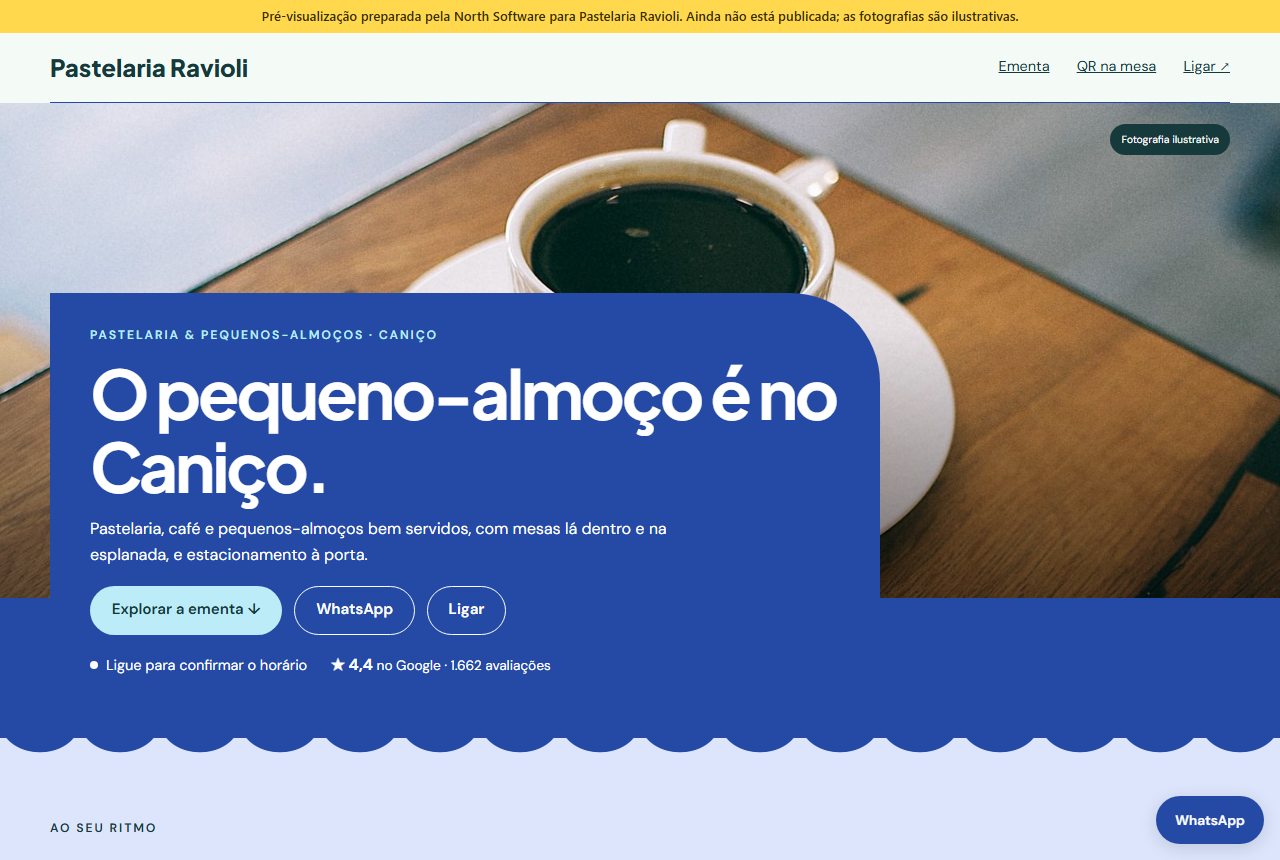 Pré-visualização preparada pela North Software para Pastelaria Ravioli. Ainda não está publicada; as fotografias são ilustrativas.
Pastelaria Ravioli
Ementa QR na mesa Ligar ↗
Fotografia ilustrativa
PASTELARIA & PEQUENOS-ALMOÇOS · CANIÇO
O pequeno-almoço é no
Caniço.
Pastelaria, café e pequenos-almoços bem servidos, com mesas lá dentro e na
esplanada, e estacionamento à porta.
Explorar a ementa ↓ WhatsApp Ligar
Ligue para confirmar o horário ★ 4,4 no Google · 1.662 avaliações
AO SEU RITMO
WhatsApp